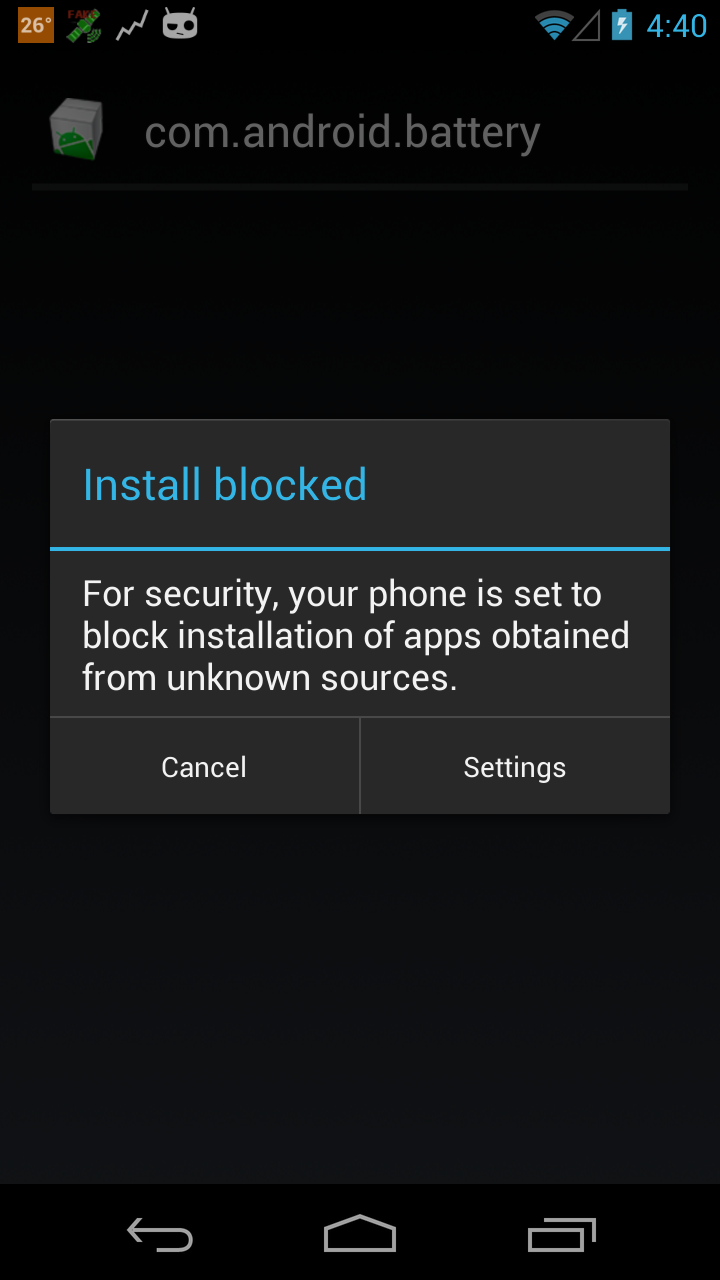 26°
FAKE
4:40
com.android.battery
Install blocked
For security, your phone is set to
block installation of apps obtained
from unknown sources.
Cancel
Settings